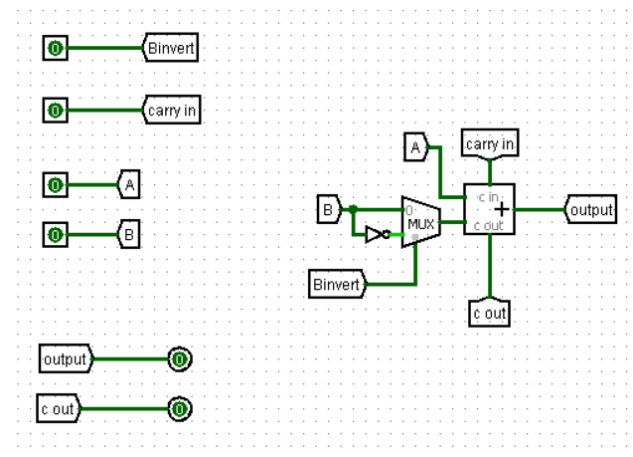 0 Binvert
0 carry in
0 A
0 B
A
carry in
B
0
MUX
c in
+
c out
output
Binvert
c out
output 0
c out 0